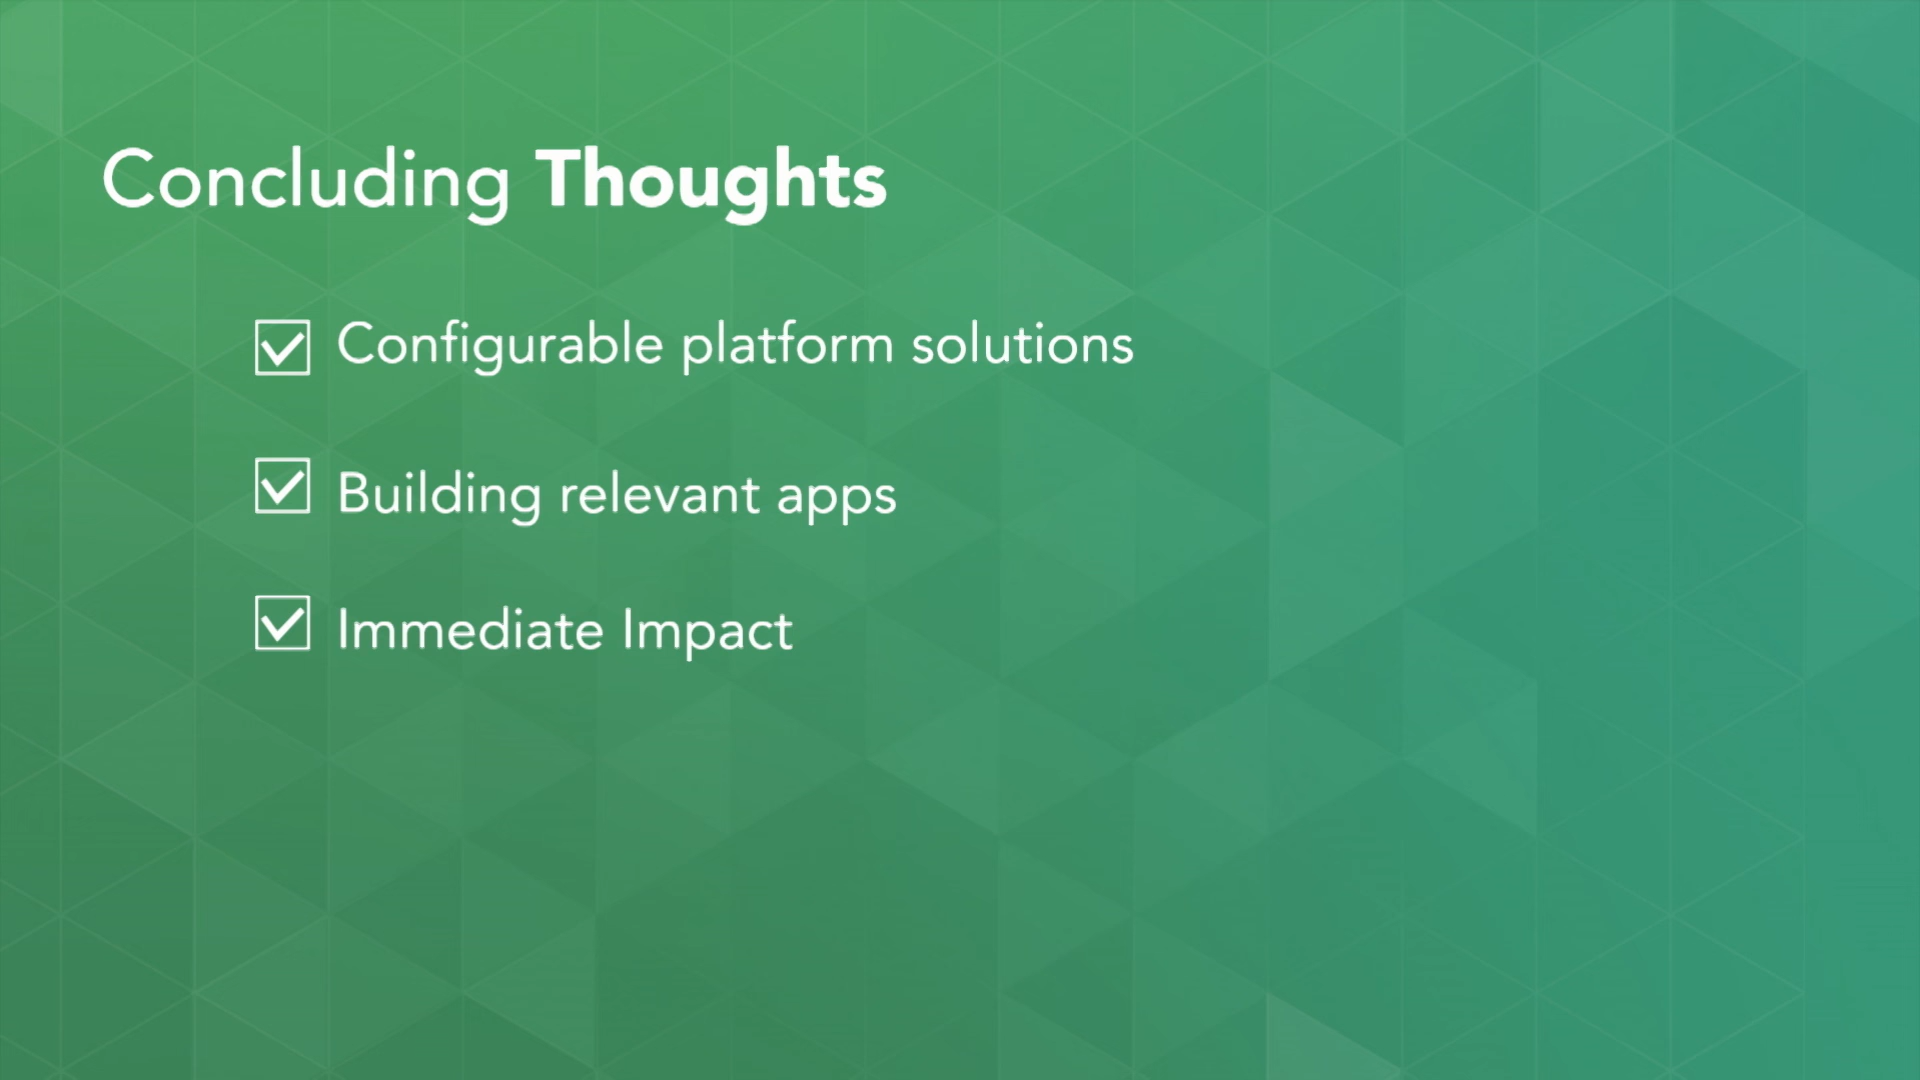 Concluding Thoughts
Configurable platform solutions
Building relevant apps
Immediate Impact